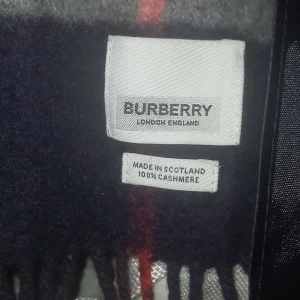 BURBERRY
LONDON ENGLAND
MADE IN SCOTLAND
100% CASHMERE